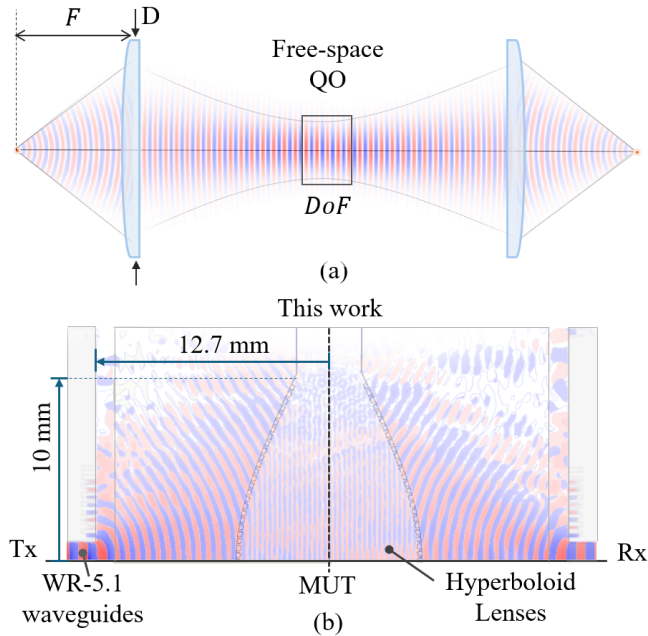 F
D
Free-space
QO
DoF
(a)
This work
12.7 mm
10 mm
Tx
Rx
WR-5.1
waveguides
MUT
Hyperboloid
Lenses
(b)